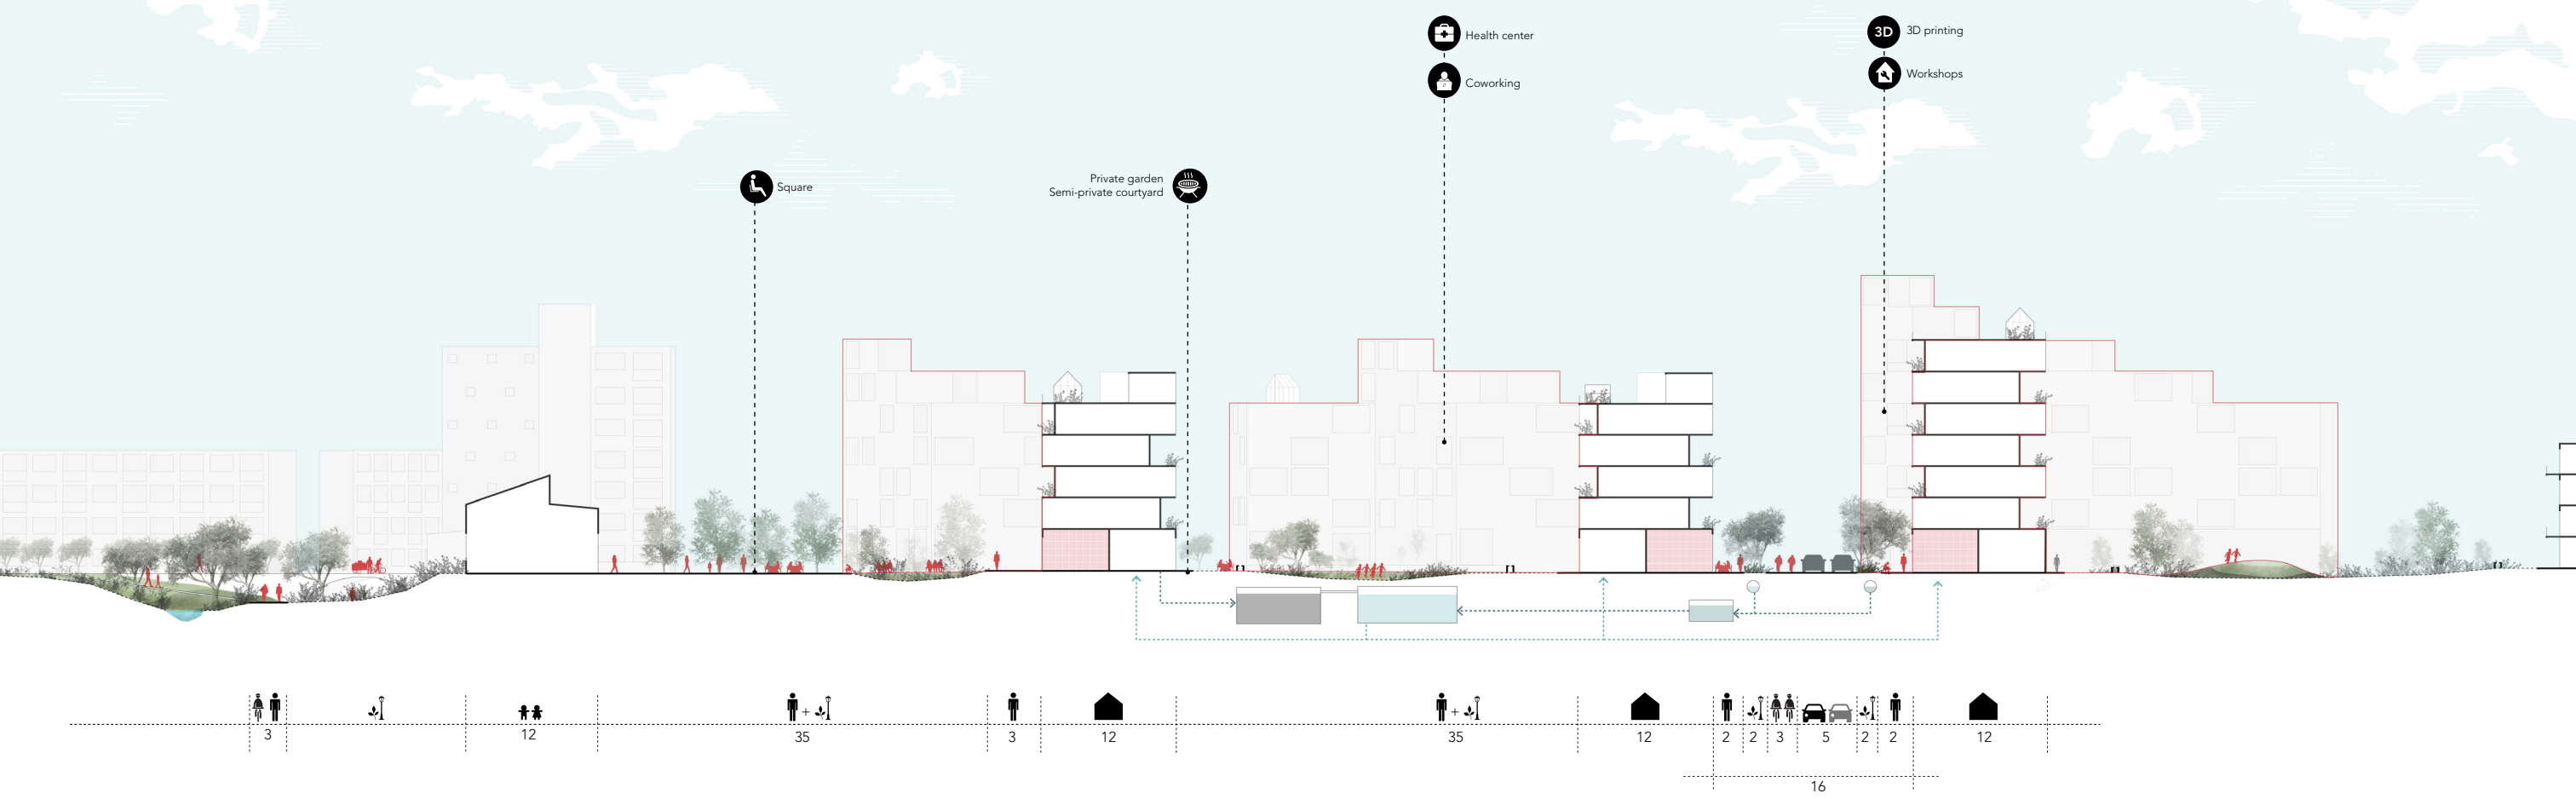 Health center
Coworking
3D
3D printing
Workshops
Square
Private garden
Semi-private courtyard
+
+
3
12
35
3
12
35
12
2
2
3
5
2
2
12
16